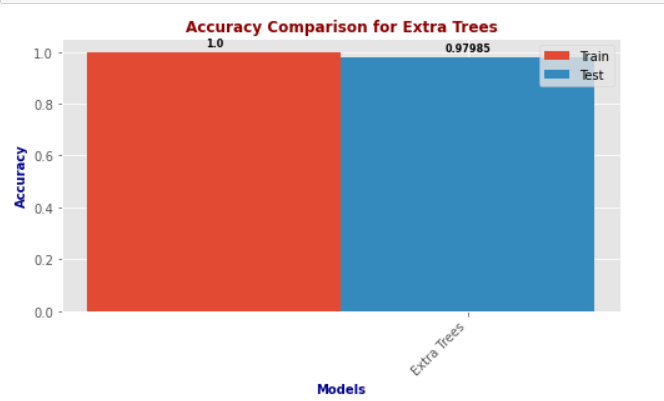 Accuracy Comparison for Extra Trees
1.0
0.97985
Train
Test
1.0
0.8
0.6
0.4
0.2
0.0
Accuracy
Extra Trees
Models